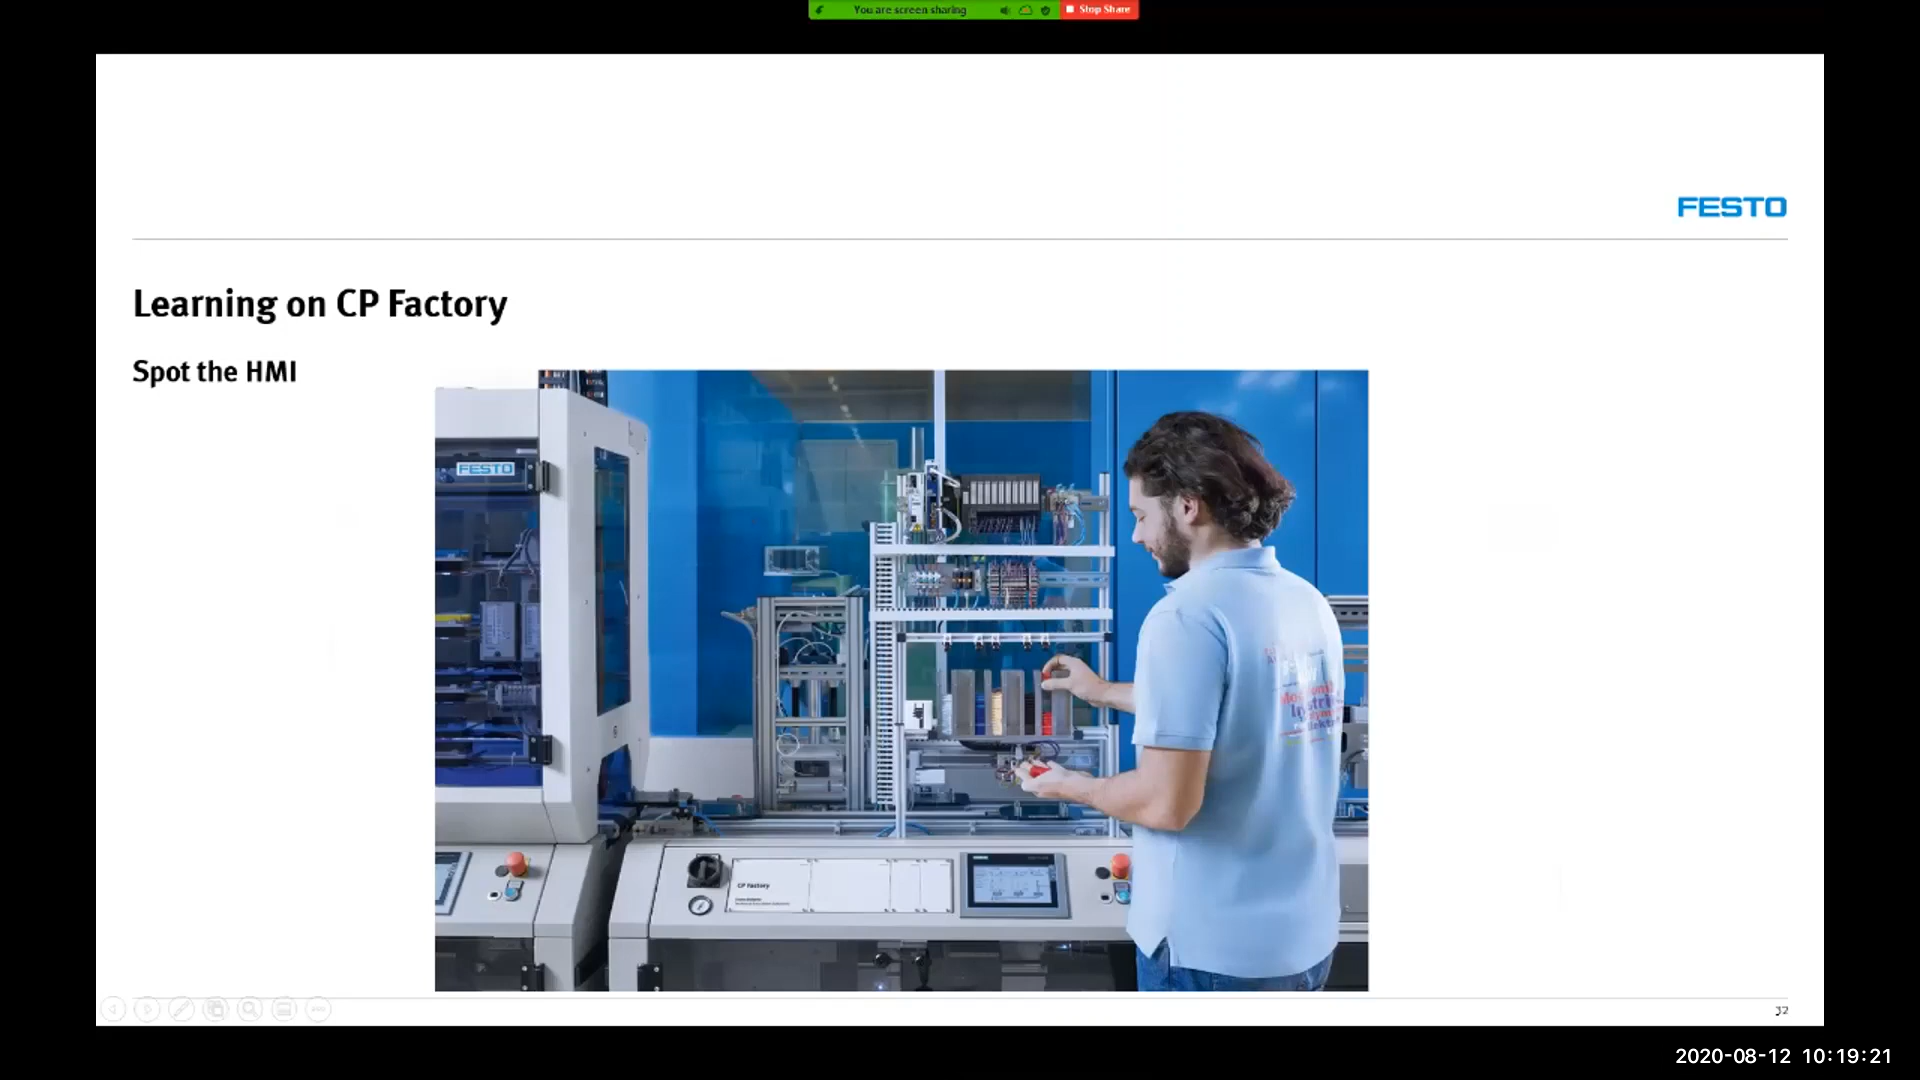 You are screen sharing
Stop Share
FESTO
Learning on CP Factory
Spot the HMI
FESTO
CP Factory
32
2020-08-12 10:19:21